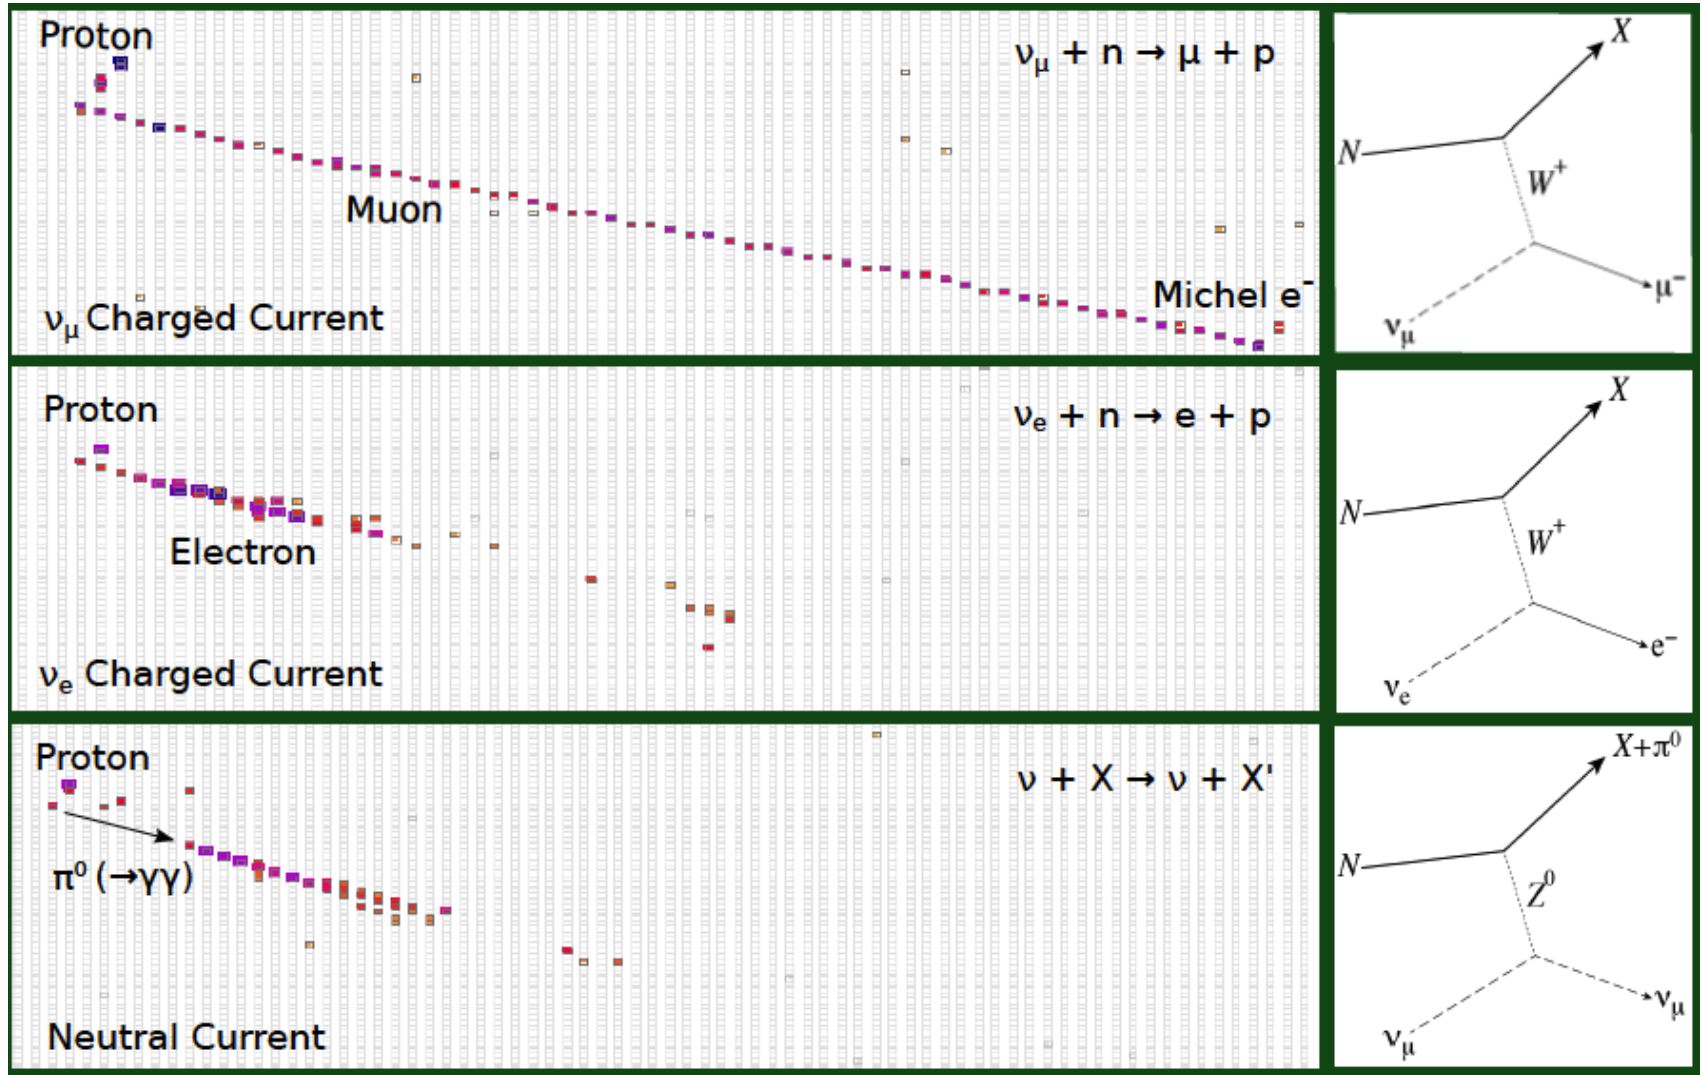 Proton
νμ + n → μ + p
Muon
Michel e⁻
νμ Charged Current
X
N
W⁺
νμ
μ⁻
Proton
νe + n → e + p
Electron
νe Charged Current
X
N
W⁺
νe
e⁻
Proton
ν + X → ν + X'
π⁰ (→γγ)
Neutral Current
X+π⁰
N
Z⁰
νμ
νμ